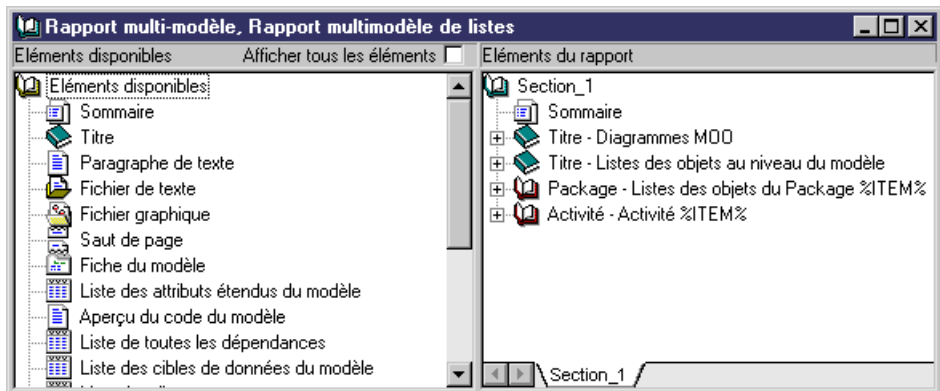 Rapport multi-modèle, Rapport multimodèle de listes
Eléments disponibles Afficher tous les éléments
Eléments disponibles
Sommaire
Titre
Paragraphe de texte
Fichier de texte
Fichier graphique
Saut de page
Fiche du modèle
Liste des attributs étendus du modèle
Aperçu du code du modèle
Liste de toutes les dépendances
Liste des cibles de données du modèle
Eléments du rapport
Section_1
Sommaire
Titre - Diagrammes MOO
Titre - Listes des objets au niveau du modèle
Package - Listes des objets du Package %ITEM%
Activité - Activité %ITEM%
Section_1